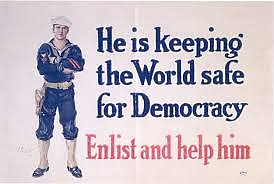 He is keeping
the World safe
for Democracy
Enlist and help him